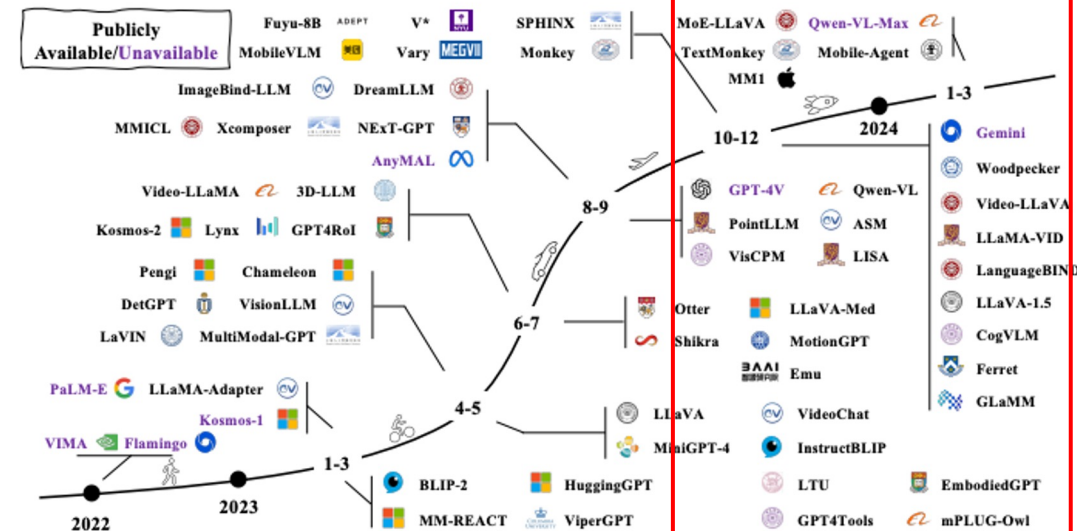 Publicly
Available/Unavailable
Fuyu-8B ADEPT V* NYU SPHINX
MobileVLM 美团 Vary MEGVII Monkey
MoE-LLaVA Qwen-VL-Max
TextMonkey Mobile-Agent
MM1
ImageBind-LLM DreamLLM
MMICL Xcomposer NExT-GPT
AnyMAL
1-3
2024
10-12
Gemini
Woodpecker
Video-LLaVA
LLaMA-VID
LanguageBIND
LLaVA-1.5
CogVLM
Ferret
GLaMM
Video-LLaMA 3D-LLM
Kosmos-2 Lynx GPT4RoI
8-9
GPT-4V Qwen-VL
PointLLM ASM
VisCPM LISA
Pengi Chameleon
DetGPT VisionLLM
LaVIN MultiModal-GPT
6-7
Otter LLaVA-Med
Shikra MotionGPT
BAAI Emu
PaLM-E LLaMA-Adapter
Kosmos-1
VIMA Flamingo
4-5
LLaVA VideoChat
MiniGPT-4 InstructBLIP
LTU EmbodiedGPT
GPT4Tools mPLUG-Owl
1-3
BLIP-2 HuggingGPT
MM-REACT ViperGPT
2023
2022